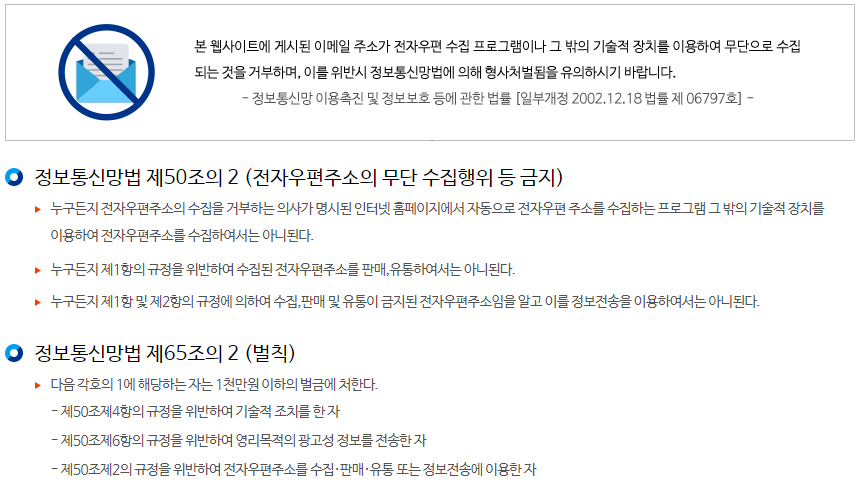 본 웹사이트에 게시된 이메일 주소가 전자우편 수집 프로그램이나 그 밖의 기술적 장치를 이용하여 무단으로 수집
되는 것을 거부하며, 이를 위반시 정보통신망법에 의해 형사처벌됨을 유의하시기 바랍니다.
- 정보통신망 이용촉진 및 정보보호 등에 관한 법률 [일부개정 2002.12.18 법률 제 06797호] -
정보통신망법 제50조의 2 (전자우편주소의 무단 수집행위 등 금지)
누구든지 전자우편주소의 수집을 거부하는 의사가 명시된 인터넷 홈페이지에서 자동으로 전자우편 주소를 수집하는 프로그램 그 밖의 기술적 장치를
이용하여 전자우편주소를 수집하여서는 아니된다.
누구든지 제1항의 규정을 위반하여 수집된 전자우편주소를 판매,유통하여서는 아니된다.
누구든지 제1항 및 제2항의 규정에 의하여 수집,판매 및 유통이 금지된 전자우편주소임을 알고 이를 정보전송을 이용하여서는 아니된다.
정보통신망법 제65조의 2 (벌칙)
다음 각호의 1에 해당하는 자는 1천만원 이하의 벌금에 처한다.
- 제50조제4항의 규정을 위반하여 기술적 조치를 한 자
- 제50조제6항의 규정을 위반하여 영리목적의 광고성 정보를 전송한 자
- 제50조제2의 규정을 위반하여 전자우편주소를 수집·판매·유통 또는 정보전송에 이용한 자